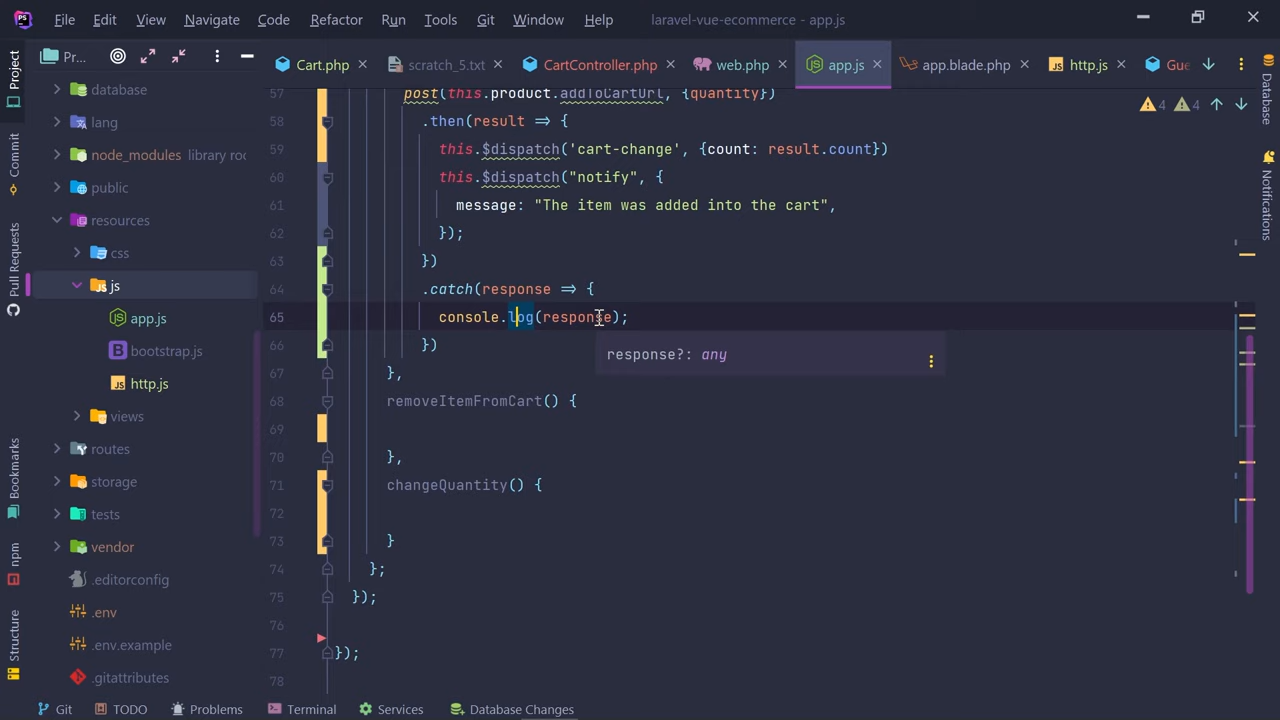 File Edit View Navigate Code Refactor Run Tools Git Window Help laravel-vue-ecommerce - app.js
Project
Commit
Pull Requests
Bookmarks
npm
Structure
Pr...
database
lang
node_modules library roo
public
resources
css
js
app.js
bootstrap.js
http.js
views
routes
storage
tests
vendor
.editorconfig
.env
.env.example
.gitattributes
Cart.php scratch_5.txt CartController.php web.php app.js app.blade.php http.js Gue
4 4
57 post(this.product.addToCartUrl, {quantity})
58 .then(result => {
59 this.$dispatch('cart-change', {count: result.count})
60 this.$dispatch("notify", {
61 message: "The item was added into the cart",
62 });
63 })
64 .catch(response => {
65 console.log(response);
66 })
response?: any
67 },
68 removeItemFromCart() {
69
70 },
71 changeQuantity() {
72
73 }
74 };
75 });
76
77 });
78
Database
Notifications
Git TODO Problems Terminal Services Database Changes